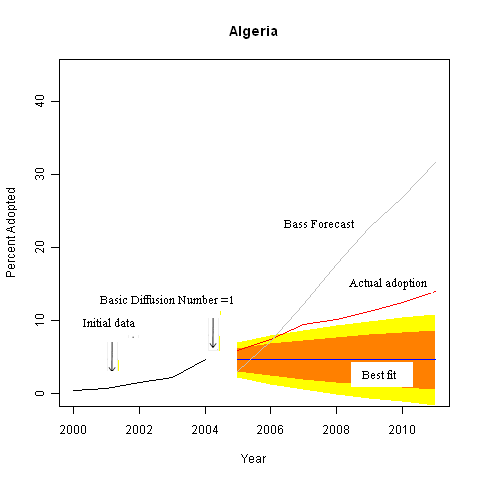 Algeria
Percent Adopted
40
30
20
10
0
Bass Forecast
Actual adoption
Basic Diffusion Number =1
Initial data
Best fit
2000 2002 2004 2006 2008 2010
Year